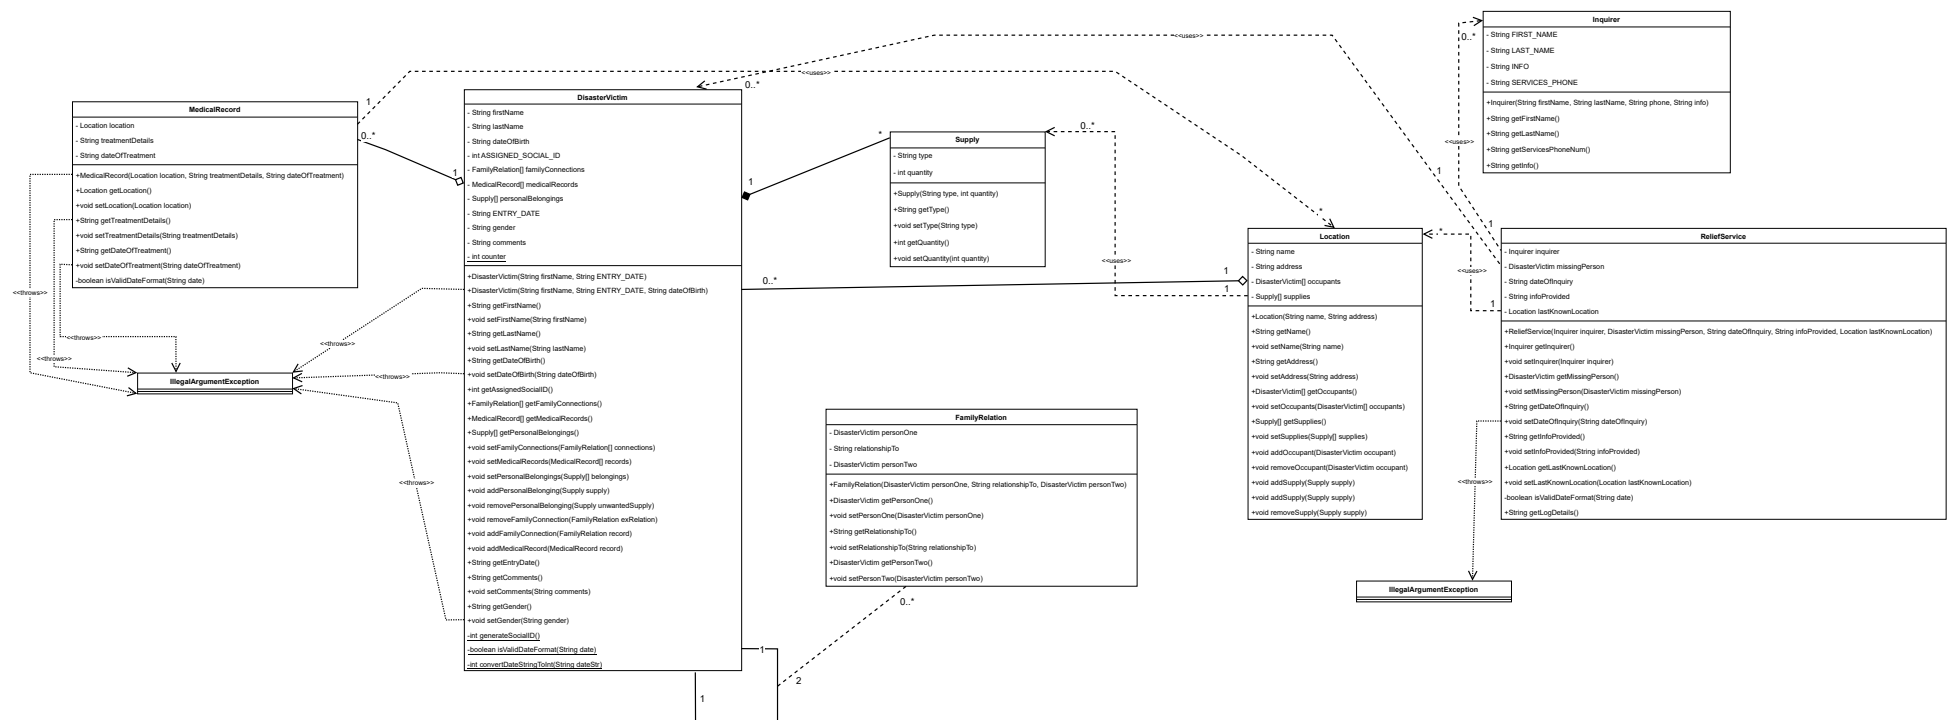 MedicalRecord
- Location location
- String treatmentDetails
- String dateOfTreatment
+MedicalRecord(Location location, String treatmentDetails, String dateOfTreatment)
+Location getLocation()
+void setLocation(Location location)
+String getTreatmentDetails()
+void setTreatmentDetails(String treatmentDetails)
+String getDateOfTreatment()
+void setDateOfTreatment(String dateOfTreatment)
-boolean isValidDateFormat(String date)
1
0..*
1
<<throws>>
<<throws>>
<<throws>>
IllegalArgumentException
<<throws>>
<<throws>>
<<throws>>
DisasterVictim
- String firstName
- String lastName
- String dateOfBirth
- int ASSIGNED_SOCIAL_ID
- FamilyRelation[] familyConnections
- MedicalRecord[] medicalRecords
- Supply[] personalBelongings
- String ENTRY_DATE
- String gender
- String comments
- int counter
+DisasterVictim(String firstName, String ENTRY_DATE)
+DisasterVictim(String firstName, String ENTRY_DATE, String dateOfBirth)
+String getFirstName()
+void setFirstName(String firstName)
+String getLastName()
+void setLastName(String lastName)
+String getDateOfBirth()
+void setDateOfBirth(String dateOfBirth)
+int getAssignedSocialID()
+FamilyRelation[] getFamilyConnections()
+MedicalRecord[] getMedicalRecords()
+Supply[] getPersonalBelongings()
+void setFamilyConnections(FamilyRelation[] connections)
+void setMedicalRecords(MedicalRecord[] records)
+void setPersonalBelongings(Supply[] belongings)
+void addPersonalBelonging(Supply supply)
+void removePersonalBelonging(Supply unwantedSupply)
+void removeFamilyConnection(FamilyRelation exRelation)
+void addFamilyConnection(FamilyRelation record)
+void addMedicalRecord(MedicalRecord record)
+String getEntryDate()
+String getComments()
+void setComments(String comments)
+String getGender()
+void setGender(String gender)
-int generateSocialID()
-boolean isValidDateFormat(String date)
-int convertDateStringToInt(String dateStr)
1
1
2
0..*
0..*
1
*
0..*
1
<<uses>>
<<uses>>
Supply
- String type
- int quantity
+Supply(String type, int quantity)
+String getType()
+void setType(String type)
+int getQuantity()
+void setQuantity(int quantity)
0..*
<<uses>>
1
FamilyRelation
- DisasterVictim personOne
- String relationshipTo
- DisasterVictim personTwo
+FamilyRelation(DisasterVictim personOne, String relationshipTo, DisasterVictim personTwo)
+DisasterVictim getPersonOne()
+void setPersonOne(DisasterVictim personOne)
+String getRelationshipTo()
+void setRelationshipTo(String relationshipTo)
+DisasterVictim getPersonTwo()
+void setPersonTwo(DisasterVictim personTwo)
*
Location
- String name
- String address
- DisasterVictim[] occupants
- Supply[] supplies
+Location(String name, String address)
+String getName()
+void setName(String name)
+String getAddress()
+void setAddress(String address)
+DisasterVictim[] getOccupants()
+void setOccupants(DisasterVictim[] occupants)
+Supply[] getSupplies()
+void setSupplies(Supply[] supplies)
+void addOccupant(DisasterVictim occupant)
+void removeOccupant(DisasterVictim occupant)
+void addSupply(Supply supply)
+void addSupply(Supply supply)
+void removeSupply(Supply supply)
Inquirer
- String FIRST_NAME
- String LAST_NAME
- String INFO
- String SERVICES_PHONE
+Inquirer(String firstName, String lastName, String phone, String info)
+String getFirstName()
+String getLastName()
+String getServicesPhoneNum()
+String getInfo()
0..*
<<uses>>
1
1
*
<<uses>>
1
ReliefService
- Inquirer inquirer
- DisasterVictim missingPerson
- String dateOfInquiry
- String infoProvided
- Location lastKnownLocation
+ReliefService(Inquirer inquirer, DisasterVictim missingPerson, String dateOfInquiry, String infoProvided, Location lastKnownLocation)
+Inquirer getInquirer()
+void setInquirer(Inquirer inquirer)
+DisasterVictim getMissingPerson()
+void setMissingPerson(DisasterVictim missingPerson)
+String getDateOfInquiry()
+void setDateOfInquiry(String dateOfInquiry)
+String getInfoProvided()
+void setInfoProvided(String infoProvided)
+Location getLastKnownLocation()
+void setLastKnownLocation(Location lastKnownLocation)
-boolean isValidDateFormat(String date)
+String getLogDetails()
<<throws>>
IllegalArgumentException